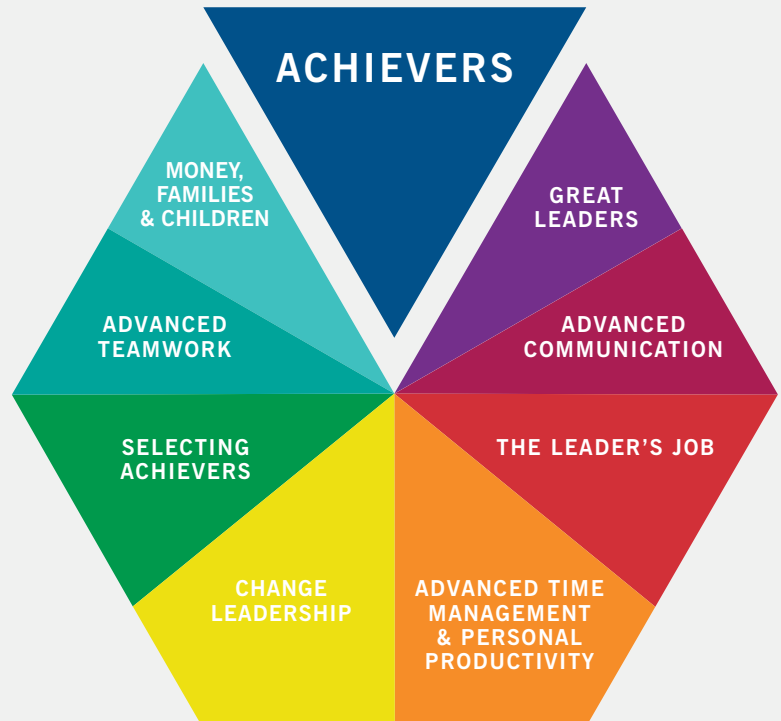 ACHIEVERS
MONEY,
FAMILIES
& CHILDREN
GREAT
LEADERS
ADVANCED
TEAMWORK
ADVANCED
COMMUNICATION
SELECTING
ACHIEVERS
THE LEADER'S JOB
CHANGE
LEADERSHIP
ADVANCED TIME
MANAGEMENT
& PERSONAL
PRODUCTIVITY